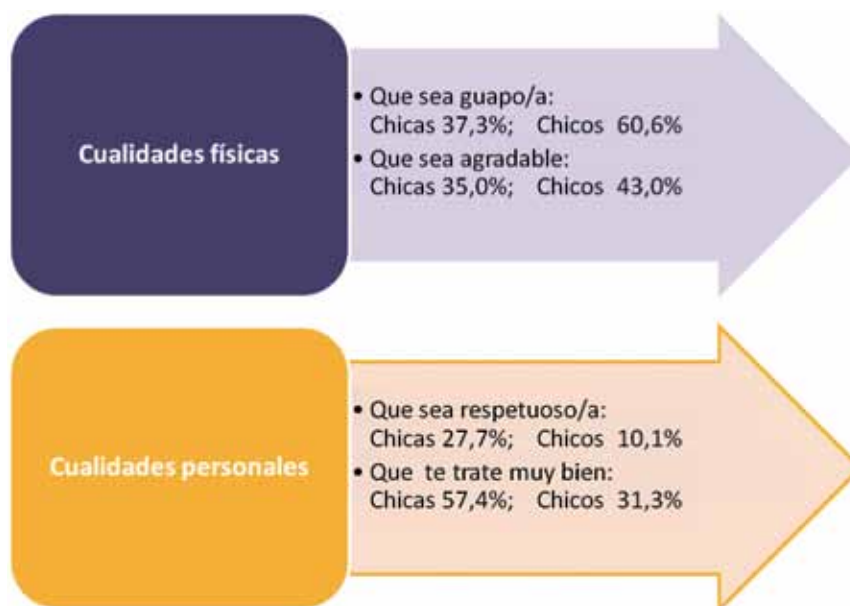 Cualidades físicas
• Que sea guapo/a:
Chicas 37,3%; Chicos 60,6%
• Que sea agradable:
Chicas 35,0%; Chicos 43,0%
Cualidades personales
• Que sea respetuoso/a:
Chicas 27,7%; Chicos 10,1%
• Que te trate muy bien:
Chicas 57,4%; Chicos 31,3%